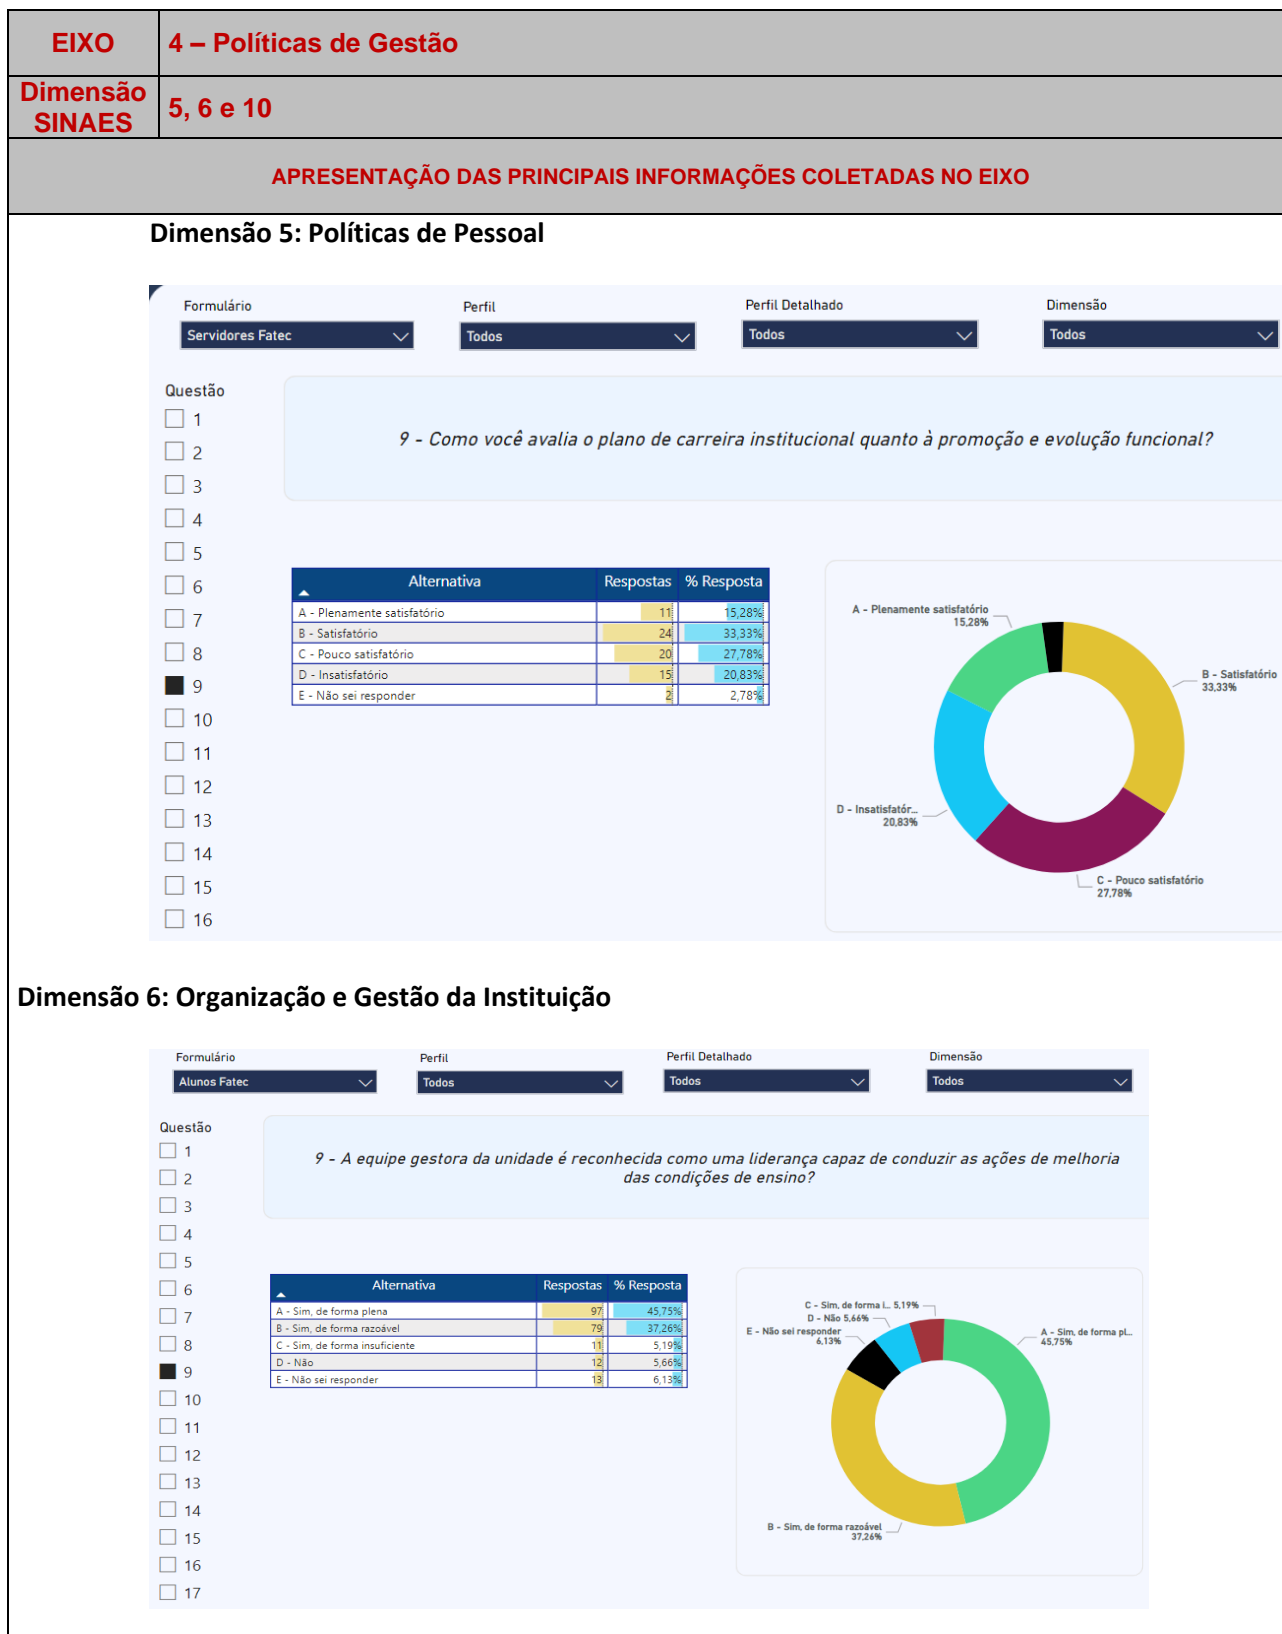 EIXO
4 – Políticas de Gestão
Dimensão
SINAES
5, 6 e 10
APRESENTAÇÃO DAS PRINCIPAIS INFORMAÇÕES COLETADAS NO EIXO
Dimensão 5: Políticas de Pessoal
Formulário Perfil Perfil Detalhado Dimensão
Servidores Fatec Todos Todos Todos
Questão
1
2
3
4
5
6
7
8
9
10
11
12
13
14
15
16
9 - Como você avalia o plano de carreira institucional quanto à promoção e evolução funcional?
Alternativa Respostas % Resposta
A - Plenamente satisfatório 11 15,28%
B - Satisfatório 24 33,33%
C - Pouco satisfatório 20 27,78%
D - Insatisfatório 15 20,83%
E - Não sei responder 2 2,78%
A - Plenamente satisfatório
15,28%
B - Satisfatório
33,33%
D - Insatisfatór...
20,83%
C - Pouco satisfatório
27,78%
Dimensão 6: Organização e Gestão da Instituição
Formulário Perfil Perfil Detalhado Dimensão
Alunos Fatec Todos Todos Todos
Questão
1
2
3
4
5
6
7
8
9
10
11
12
13
14
15
16
17
9 - A equipe gestora da unidade é reconhecida como uma liderança capaz de conduzir as ações de melhoria
das condições de ensino?
Alternativa Respostas % Resposta
A - Sim, de forma plena 97 45,75%
B - Sim, de forma razoável 79 37,26%
C - Sim, de forma insuficiente 11 5,19%
D - Não 12 5,66%
E - Não sei responder 13 6,13%
C - Sim, de forma i... 5,19%
D - Não 5,66%
E - Não sei responder
6,13%
A - Sim, de forma pl...
45,75%
B - Sim, de forma razoável
37,26%